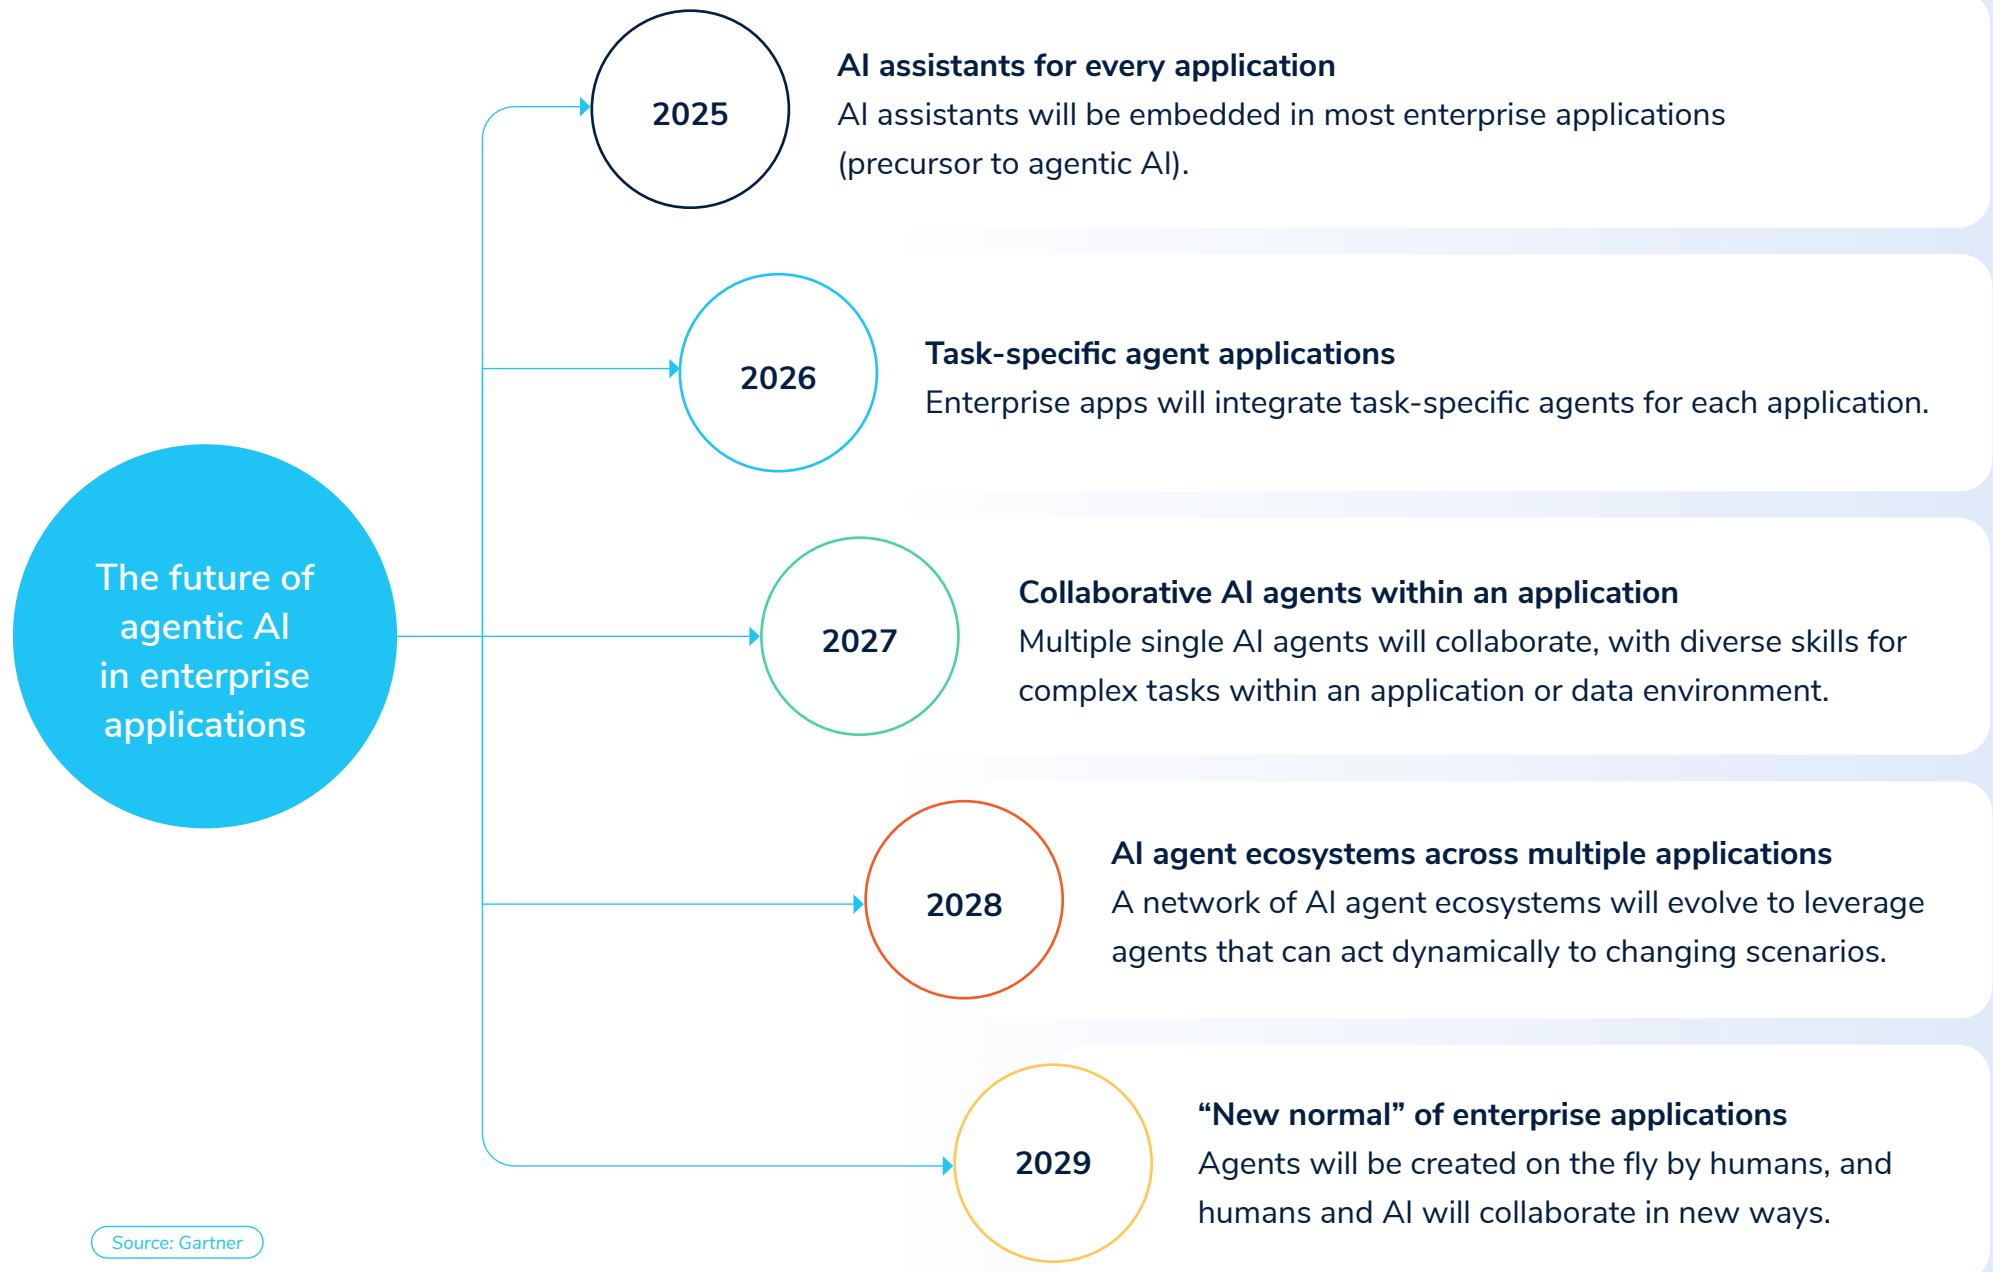 The future of
agentic AI
in enterprise
applications
2025
AI assistants for every application
AI assistants will be embedded in most enterprise applications
(precursor to agentic AI).
2026
Task-specific agent applications
Enterprise apps will integrate task-specific agents for each application.
2027
Collaborative AI agents within an application
Multiple single AI agents will collaborate, with diverse skills for
complex tasks within an application or data environment.
2028
AI agent ecosystems across multiple applications
A network of AI agent ecosystems will evolve to leverage
agents that can act dynamically to changing scenarios.
2029
“New normal” of enterprise applications
Agents will be created on the fly by humans, and
humans and AI will collaborate in new ways.
Source: Gartner